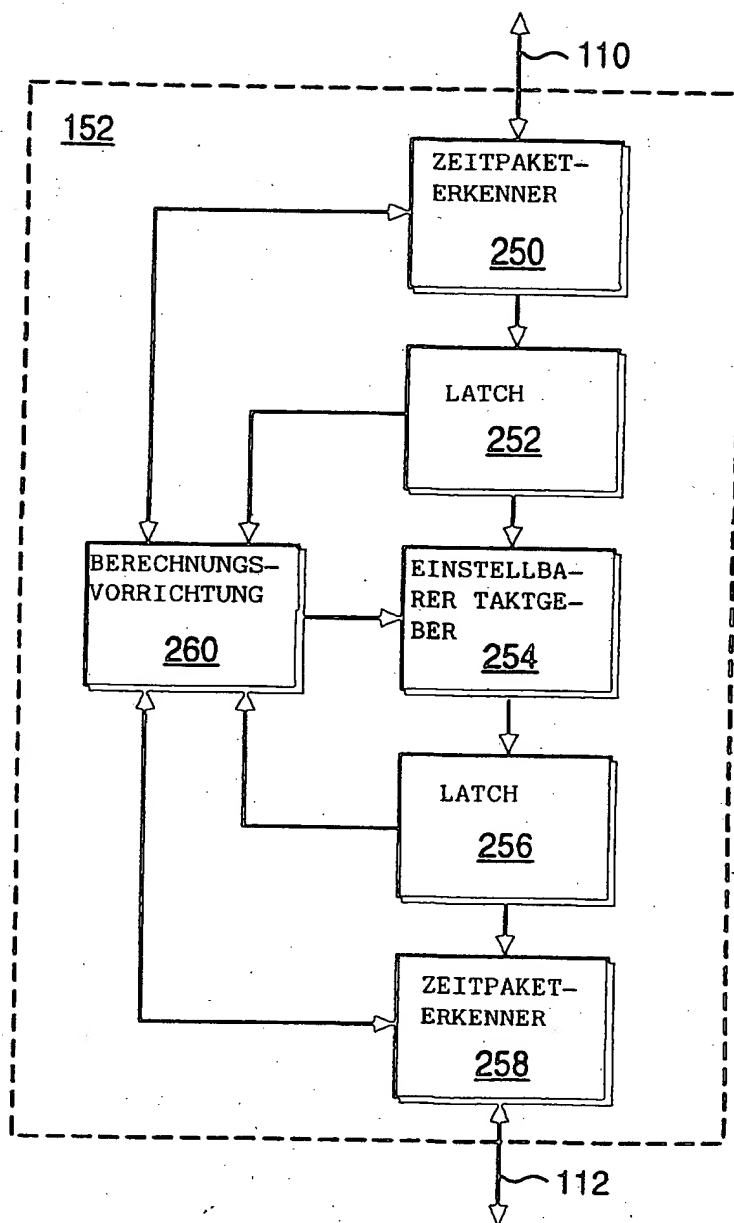 110
152
ZEITPAKET-
ERKENNER
250
LATCH
252
BERECHNUNGS-
VORRICHTUNG
260
EINSTELLBA-
RER TAKTGE-
BER
254
LATCH
256
ZEITPAKET-
ERKENNER
258
112